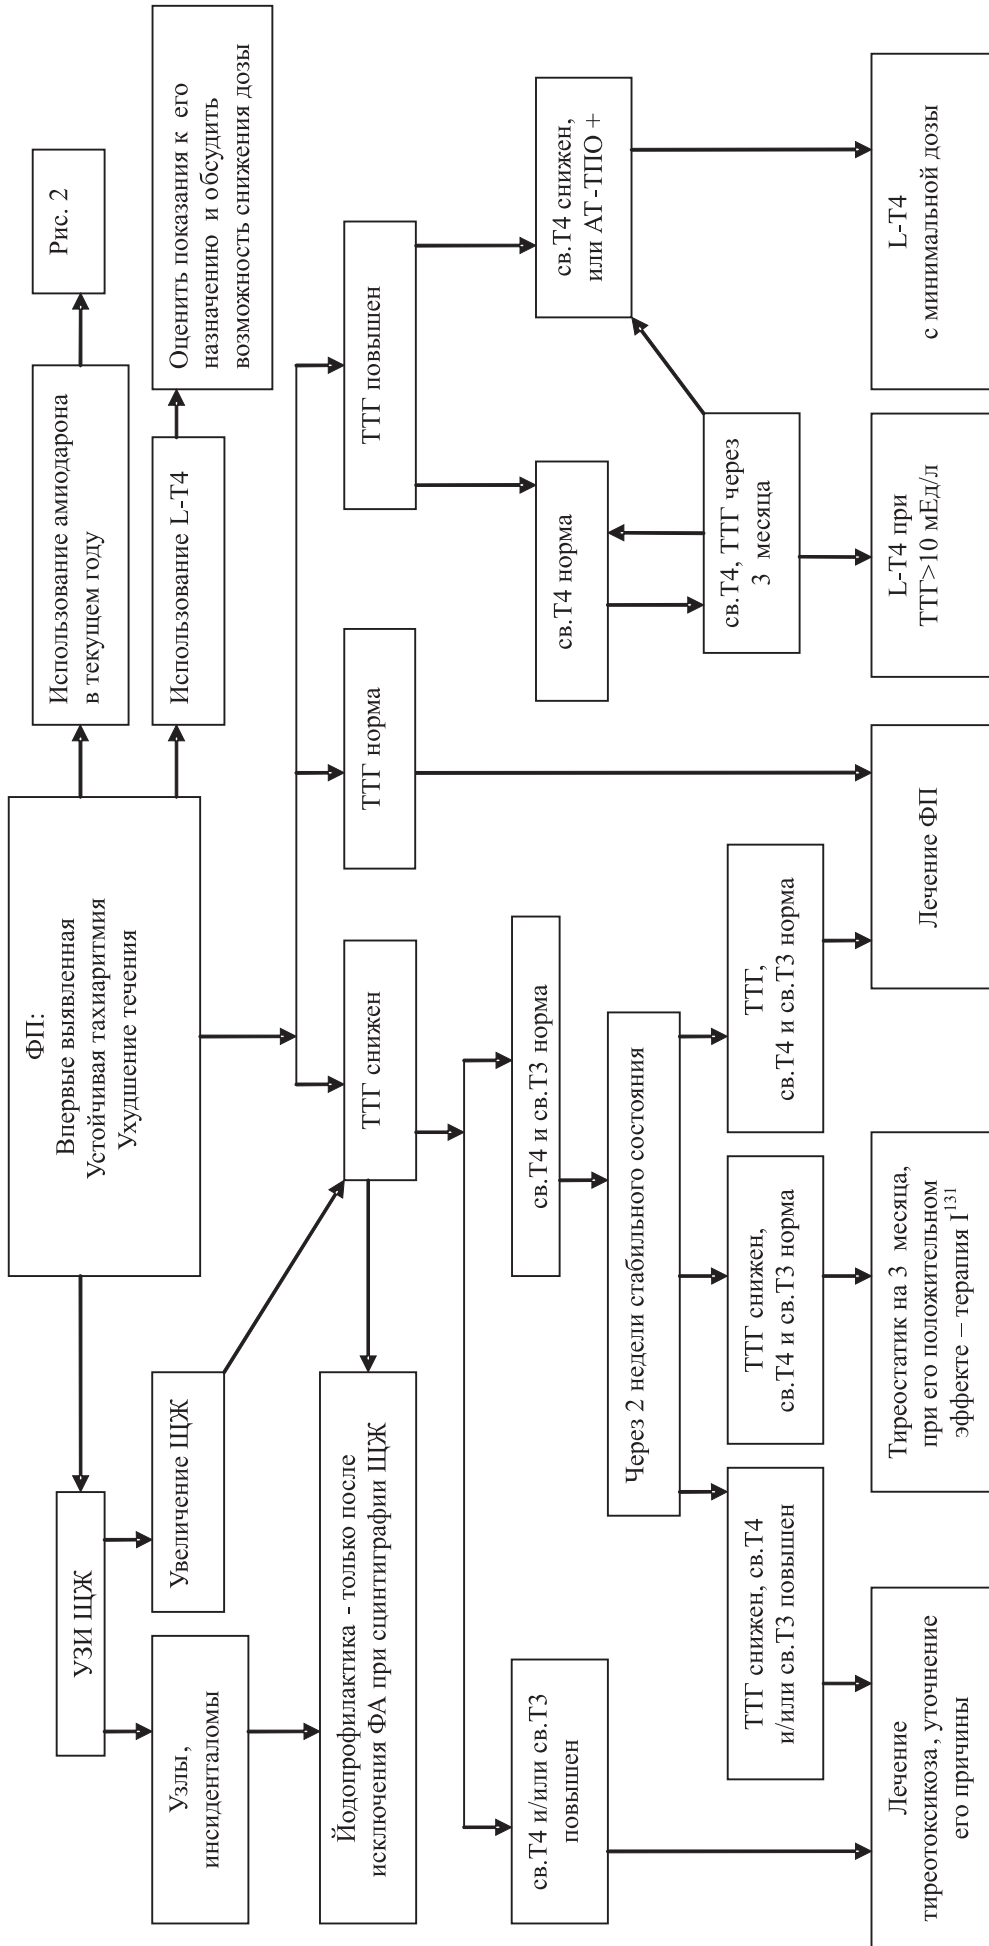 ФП:
Впервые выявленная
Устойчивая тахиаритмия
Ухудшение течения
Использование амиодарона
в текущем году
Рис. 2
Использование L-T4
Оценить показания к его
назначению и обсудить
возможность снижения дозы
УЗИ ЩЖ
Узлы,
инсиденталомы
Увеличение ЩЖ
Йодопрофилактика - только после
исключения ФА при сцинтиграфии ЩЖ
ТТГ снижен
ТТГ норма
ТТГ повышен
св.Т4 и/или св.Т3
повышен
св.Т4 и св.Т3 норма
св.Т4 норма
св.Т4 снижен,
или АТ-ТПО +
Через 2 недели стабильного состояния
св.Т4, ТТГ через
3 месяца
ТТГ снижен, св.Т4
и/или св.Т3 повышен
ТТГ снижен,
св.Т4 и св.Т3 норма
ТТГ,
св.Т4 и св.Т3 норма
Лечение
тиреотоксикоза, уточнение
его причины
Тиреостатик на 3 месяца,
при его положительном
эффекте – терапия I¹³¹
Лечение ФП
L-T4 при
ТТГ>10 мЕд/л
L-T4
с минимальной дозы